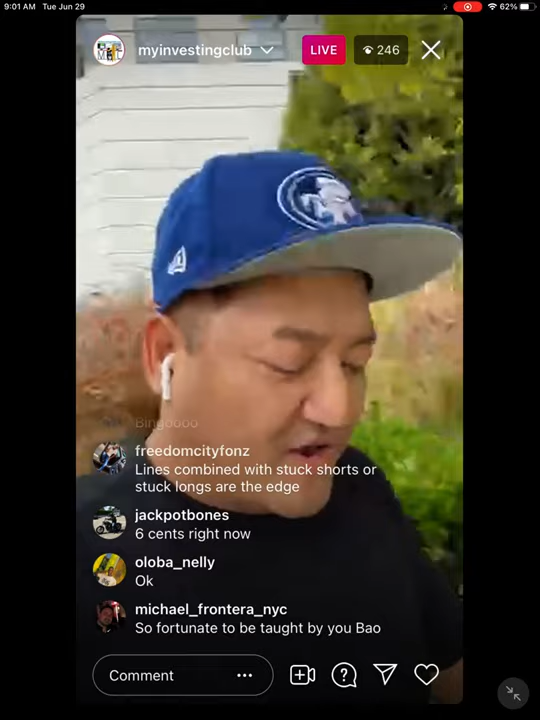 9:01 AM Tue Jun 29
62%
myinvestingclub
LIVE
246
Bingoooo
freedomcityfonz
Lines combined with stuck shorts or
stuck longs are the edge
jackpotbones
6 cents right now
oloba_nelly
Ok
michael_frontera_nyc
So fortunate to be taught by you Bao
Comment